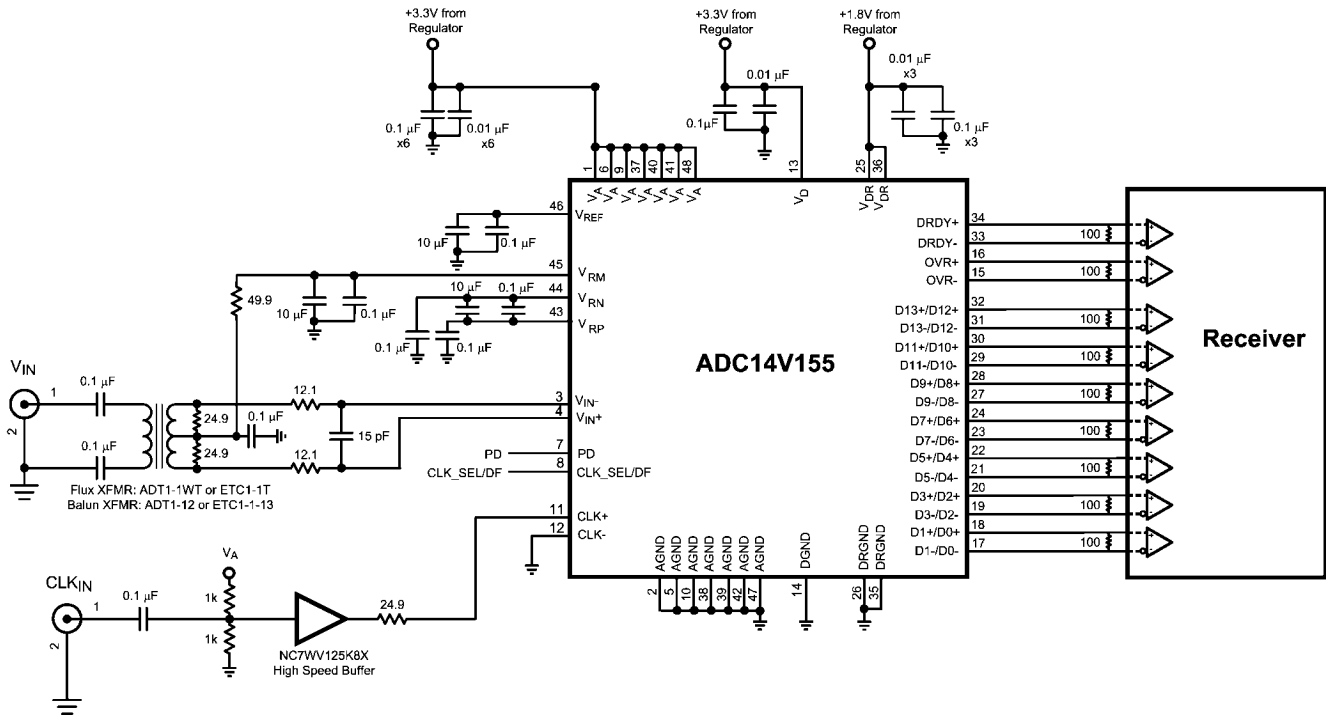 +3.3V from
Regulator
+3.3V from
Regulator
+1.8V from
Regulator
0.1 µF
x6
0.01 µF
x6
0.01 µF
0.1µF
0.01 µF
x3
0.1 µF
x3
1
6
9
37
40
41
48
13
25
36
VA
VA
VA
VA
VA
VA
VA
VD
VDR
VDR
46
VREF
10 µF
0.1 µF
45
VRM
49.9
10 µF
0.1 µF
44
VRN
10 µF
0.1 µF
43
VRP
0.1 µF
0.1 µF
ADC14V155
VIN
1
2
0.1 µF
0.1 µF
24.9
24.9
0.1 µF
12.1
12.1
15 pF
3
VIN-
4
VIN+
PD
7
PD
CLK_SEL/DF
8
CLK_SEL/DF
Flux XFMR: ADT1-1WT or ETC1-1T
Balun XFMR: ADT1-12 or ETC1-1-13
11
CLK+
12
CLK-
VA
CLKIN
1
2
0.1 µF
1k
1k
24.9
NC7WV125K8X
High Speed Buffer
AGND
AGND
AGND
AGND
AGND
AGND
AGND
DGND
DRGND
DRGND
2
5
10
38
39
42
47
14
26
35
DRDY+ 34
DRDY- 33
100
OVR+ 16
OVR- 15
100
D13+/D12+ 32
D13-/D12- 31
100
D11+/D10+ 30
D11-/D10- 29
100
D9+/D8+ 28
D9-/D8- 27
100
D7+/D6+ 24
D7-/D6- 23
100
D5+/D4+ 22
D5-/D4- 21
100
D3+/D2+ 20
D3-/D2- 19
100
D1+/D0+ 18
D1-/D0- 17
100
Receiver